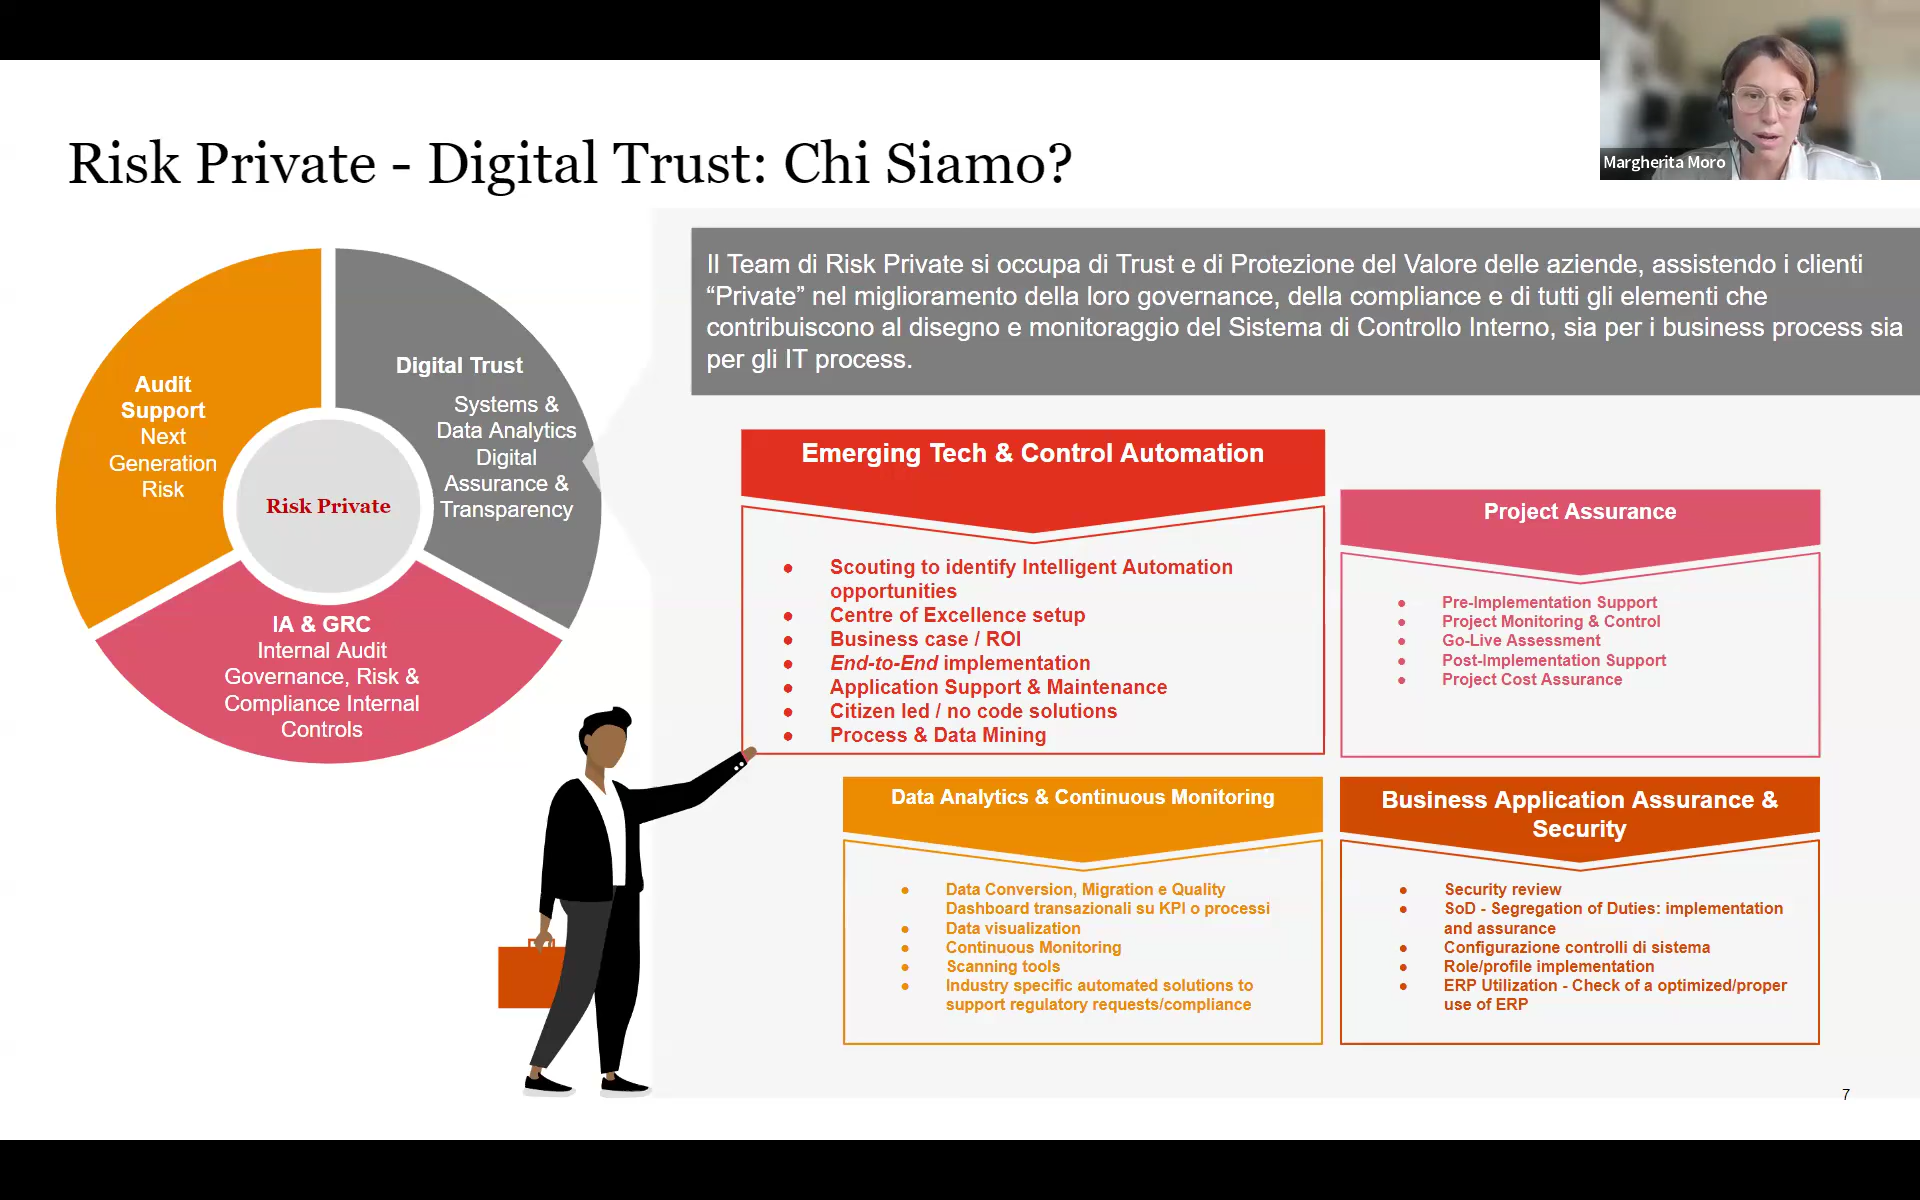 Margherita Moro
Risk Private - Digital Trust: Chi Siamo?
Audit
Support
Next
Generation
Risk
Digital Trust
Systems &
Data Analytics
Digital
Assurance &
Transparency
Risk Private
IA & GRC
Internal Audit
Governance, Risk &
Compliance Internal
Controls
Il Team di Risk Private si occupa di Trust e di Protezione del Valore delle aziende, assistendo i clienti
“Private” nel miglioramento della loro governance, della compliance e di tutti gli elementi che
contribuiscono al disegno e monitoraggio del Sistema di Controllo Interno, sia per i business process sia
per gli IT process.
Emerging Tech & Control Automation
● Scouting to identify Intelligent Automation
opportunities
● Centre of Excellence setup
● Business case / ROI
● End-to-End implementation
● Application Support & Maintenance
● Citizen led / no code solutions
● Process & Data Mining
Project Assurance
● Pre-Implementation Support
● Project Monitoring & Control
● Go-Live Assessment
● Post-Implementation Support
● Project Cost Assurance
Data Analytics & Continuous Monitoring
● Data Conversion, Migration e Quality
Dashboard transazionali su KPI o processi
● Data visualization
● Continuous Monitoring
● Scanning tools
● Industry specific automated solutions to
support regulatory requests/compliance
Business Application Assurance &
Security
● Security review
● SoD - Segregation of Duties: implementation
and assurance
● Configurazione controlli di sistema
● Role/profile implementation
● ERP Utilization - Check of a optimized/proper
use of ERP
7